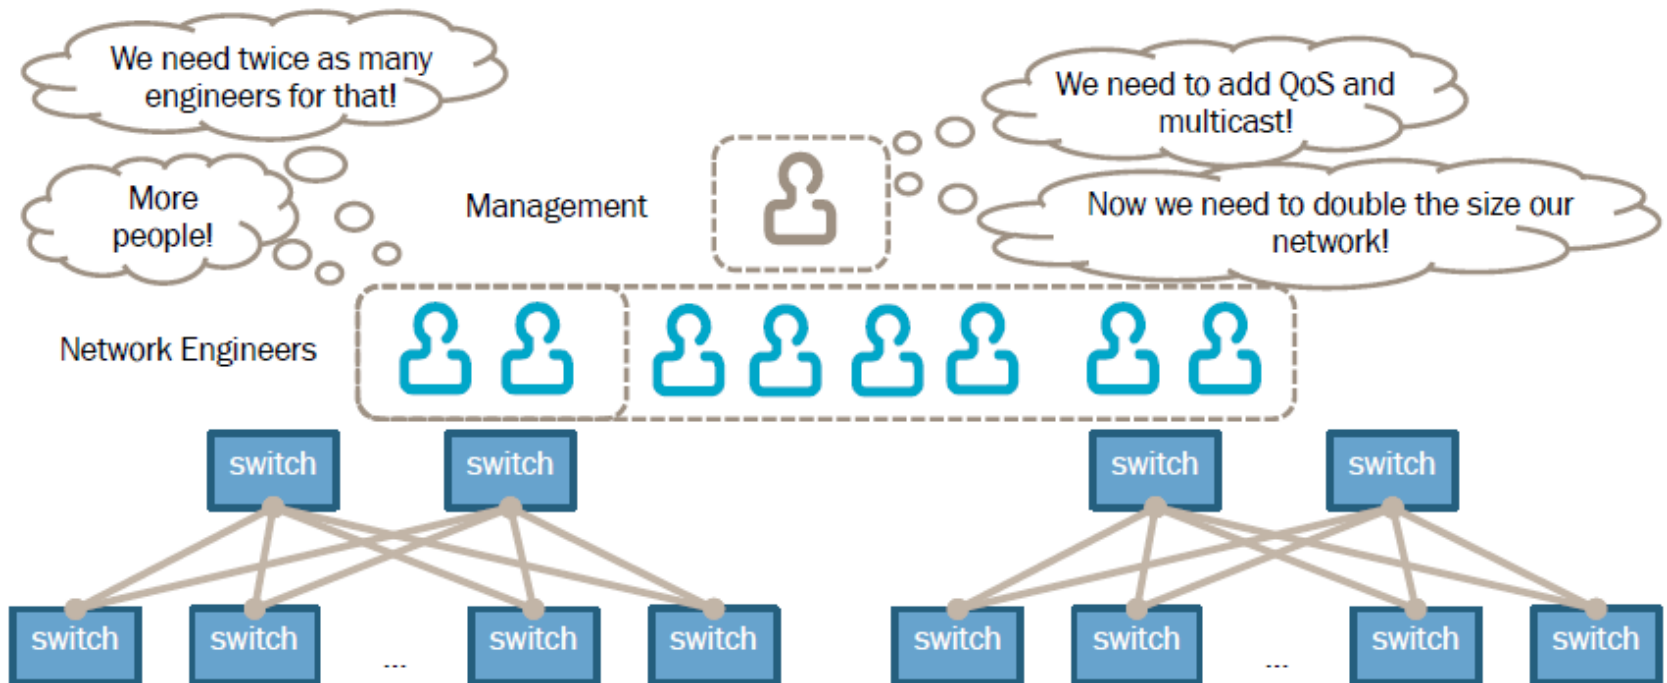 We need twice as many
engineers for that!
We need to add QoS and
multicast!
More
people!
Management
Now we need to double the size our
network!
Network Engineers
switch
switch
switch
switch
switch
switch
...
switch
switch
switch
switch
...
switch
switch